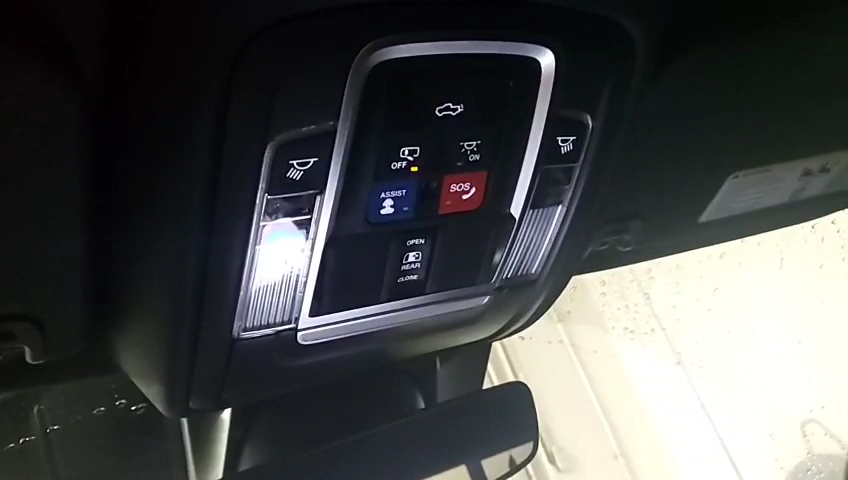 OFF
ON
ASSIST
SOS
OPEN
REAR
CLOSE